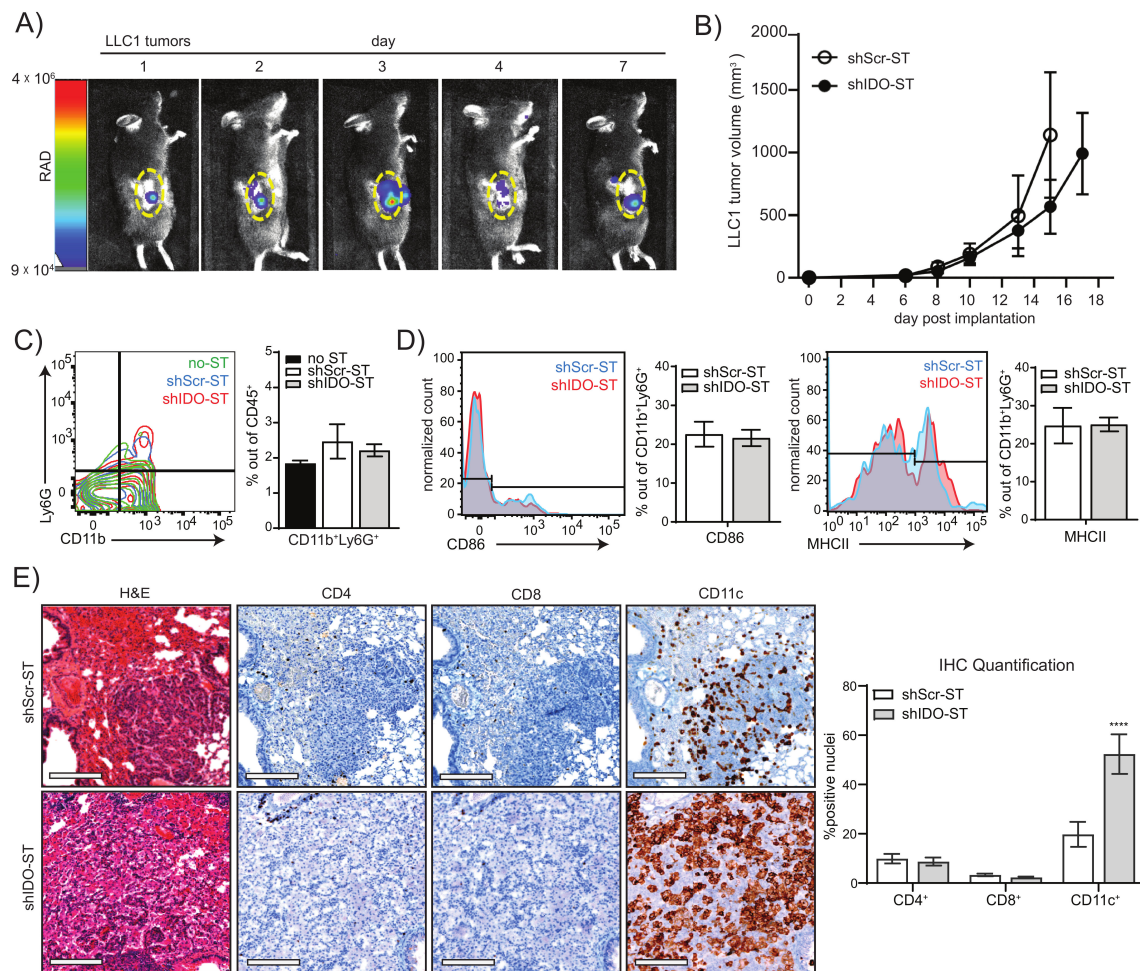 A)
LLC1 tumors day
1 2 3 4 7
4 x 10⁶
RAD
9 x 10⁴
B)
2000
1500
1000
500
0
LLC1 tumor volume (mm³)
shScr-ST
shIDO-ST
0 2 4 6 8 10 12 14 16 18
day post implantation
C)
no-ST
shScr-ST
shIDO-ST
10⁵
10³
0
Ly6G
0 10³ 10⁴ 10⁵
CD11b
no ST
shScr-ST
shIDO-ST
5
4
3
2
1
0
% out of CD45⁺
CD11b⁺Ly6G⁺
D)
shScr-ST
shIDO-ST
100
80
60
40
20
0
normalized count
0 10³ 10⁴ 10⁵
CD86
shScr-ST
shIDO-ST
40
30
20
10
0
% out of CD11b⁺Ly6G⁺
CD86
shScr-ST
shIDO-ST
100
80
60
40
20
0
normalized count
10⁰ 10¹ 10² 10³ 10⁴ 10⁵
MHCII
shScr-ST
shIDO-ST
40
30
20
10
0
% out of CD11b⁺Ly6G⁺
MHCII
E)
H&E CD4 CD8 CD11c
shScr-ST
shIDO-ST
IHC Quantification
shScr-ST
shIDO-ST
80
60
40
20
0
%positive nuclei
****
CD4⁺ CD8⁺ CD11c⁺